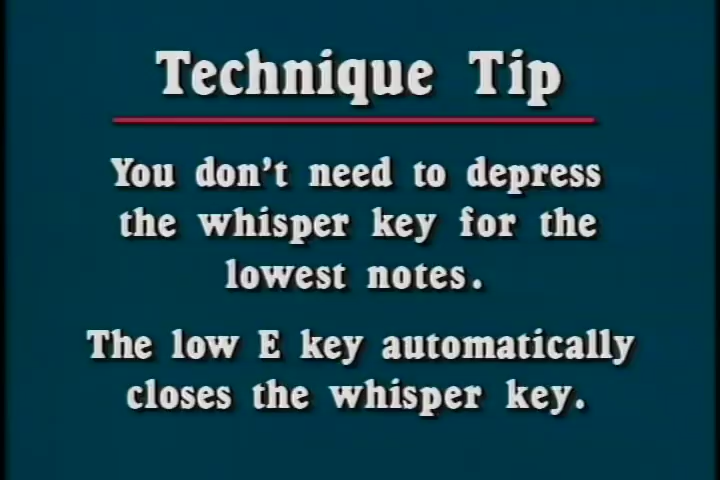 Technique Tip
You don't need to depress
the whisper key for the
lowest notes.
The low E key automatically
closes the whisper key.